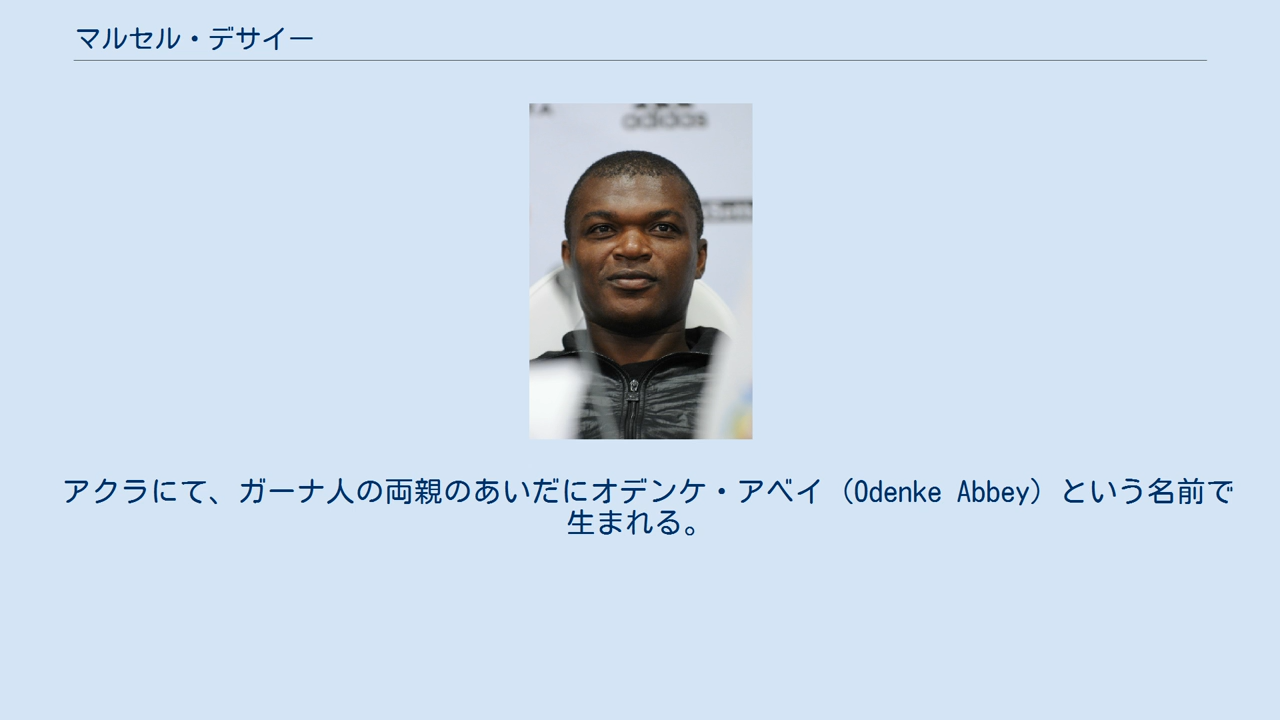 マルセル・デサイー
adidas
アクラにて、ガーナ人の両親のあいだにオデンケ・アベイ（Odenke Abbey）という名前で
生まれる。